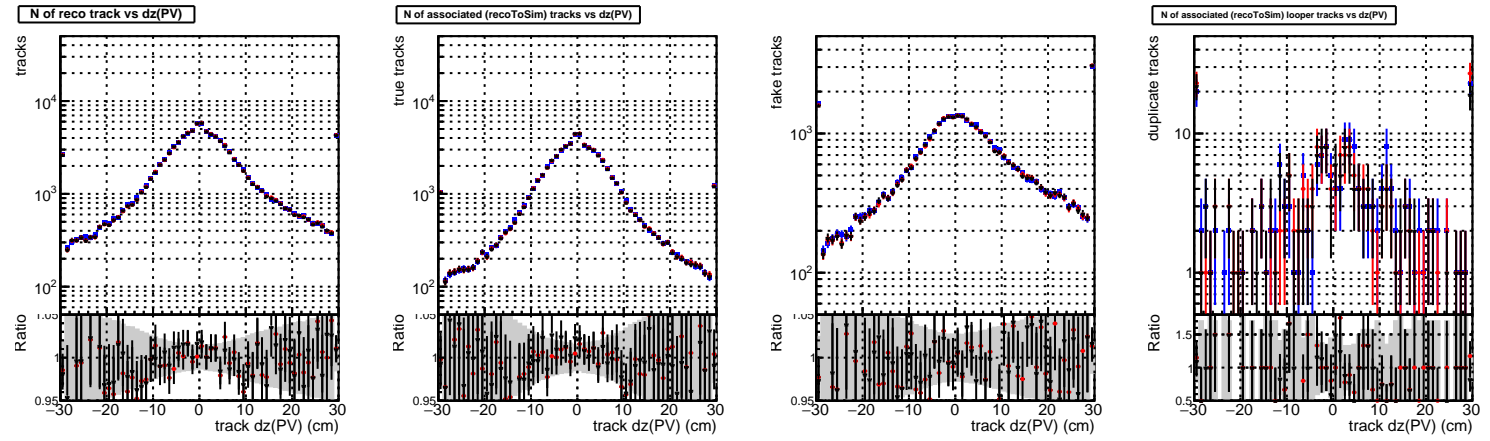 N of reco track vs dz(PV)
tracks
10^4
10^3
10^2
Ratio
1.05
1
0.95
−30 −20 −10 0 10 20 30
track dz(PV) (cm)
N of associated (recoToSim) tracks vs dz(PV)
true tracks
10^4
10^3
10^2
Ratio
1.05
1
0.95
−30 −20 −10 0 10 20 30
track dz(PV) (cm)
fake tracks
10^3
10^2
Ratio
1.05
1
0.95
−30 −20 −10 0 10 20 30
track dz(PV) (cm)
N of associated (recoToSim) looper tracks vs dz(PV)
duplicate tracks
10
1
Ratio
1.5
1
0.5
−30 −20 −10 0 10 20 30
track dz(PV) (cm)